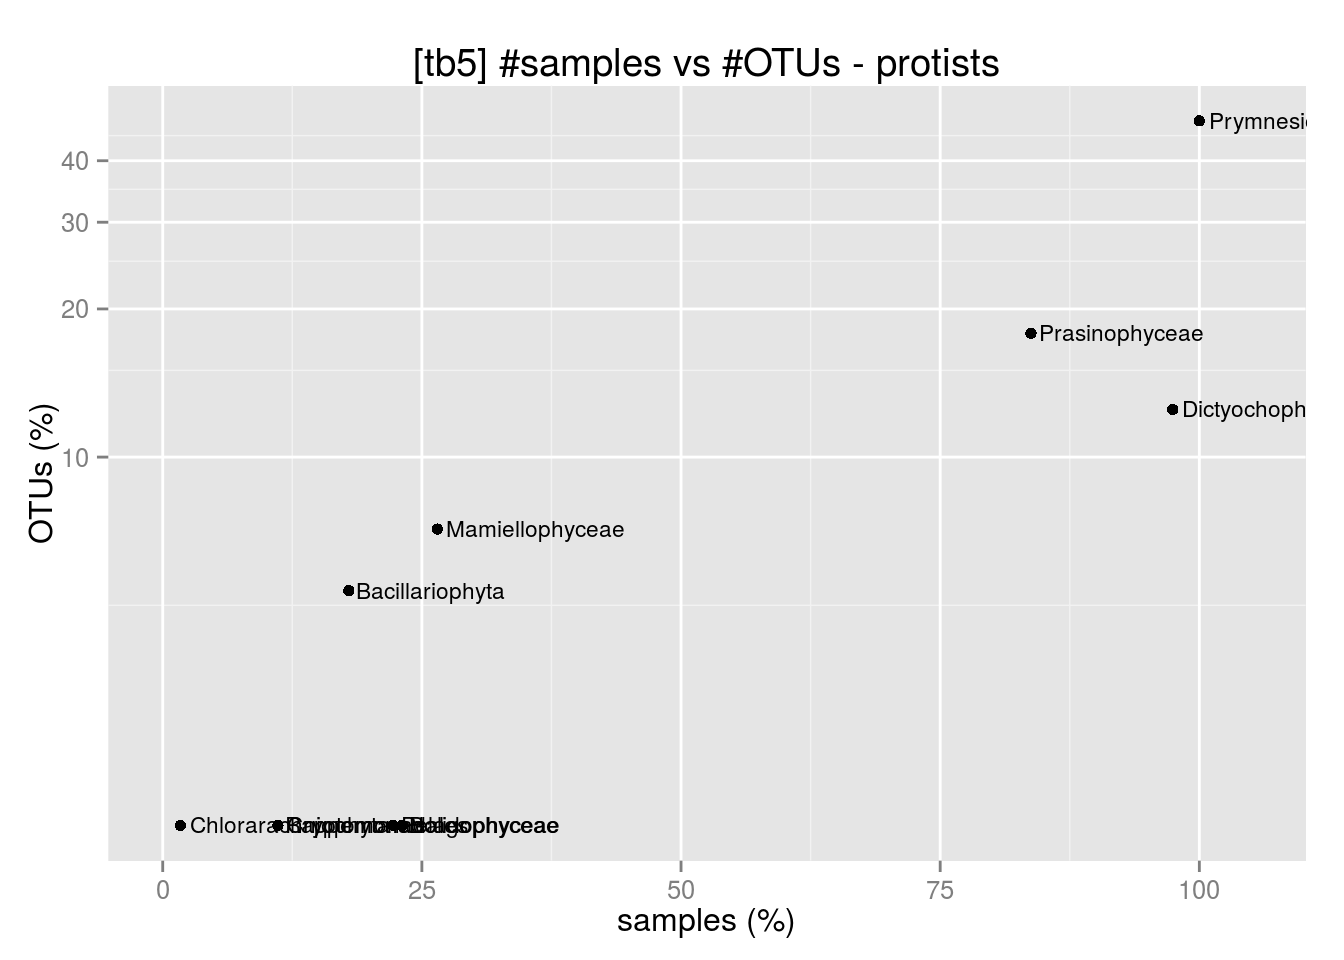 [tb5] #samples vs #OTUs - protists
Prymnesi
40
30
20
Prasinophyceae
Dictyochoph
OTUs (%)
10
Mamiellophyceae
Bacillariophyta
0
25
50
75
100
samples (%)